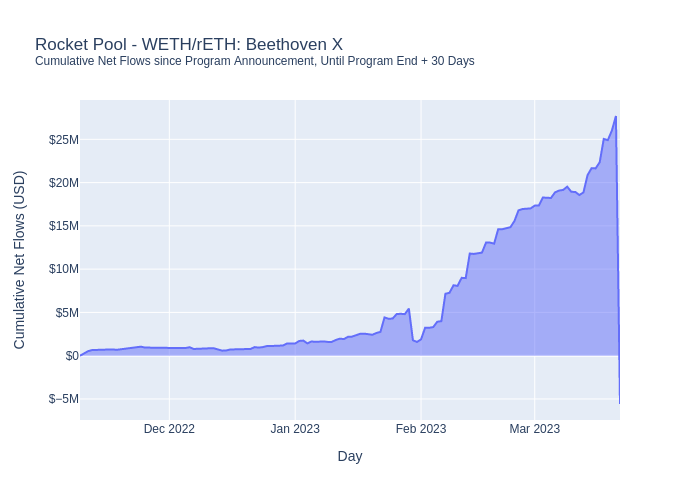 Rocket Pool - WETH/rETH: Beethoven X
Cumulative Net Flows since Program Announcement, Until Program End + 30 Days
Cumulative Net Flows (USD)
$25M
$20M
$15M
$10M
$5M
$0
$−5M
Dec 2022
Jan 2023
Feb 2023
Mar 2023
Day